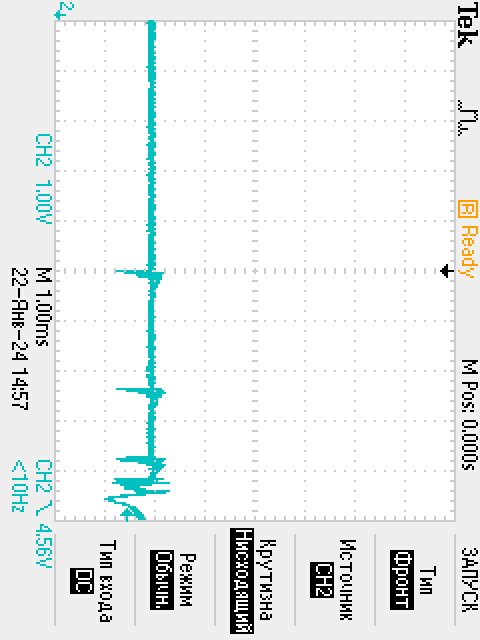 Tek
R Ready
M Pos: 0.000s
ЗАПУСК
Тип
Фронт
Источник
CH2
Крутизна
Нисходящий
Режим
Обычн.
Тип входа
DC
2
CH2 1.00V
M 1.00ms
CH2 \ 4.56V
22-Янв-24 14:57
<10Hz